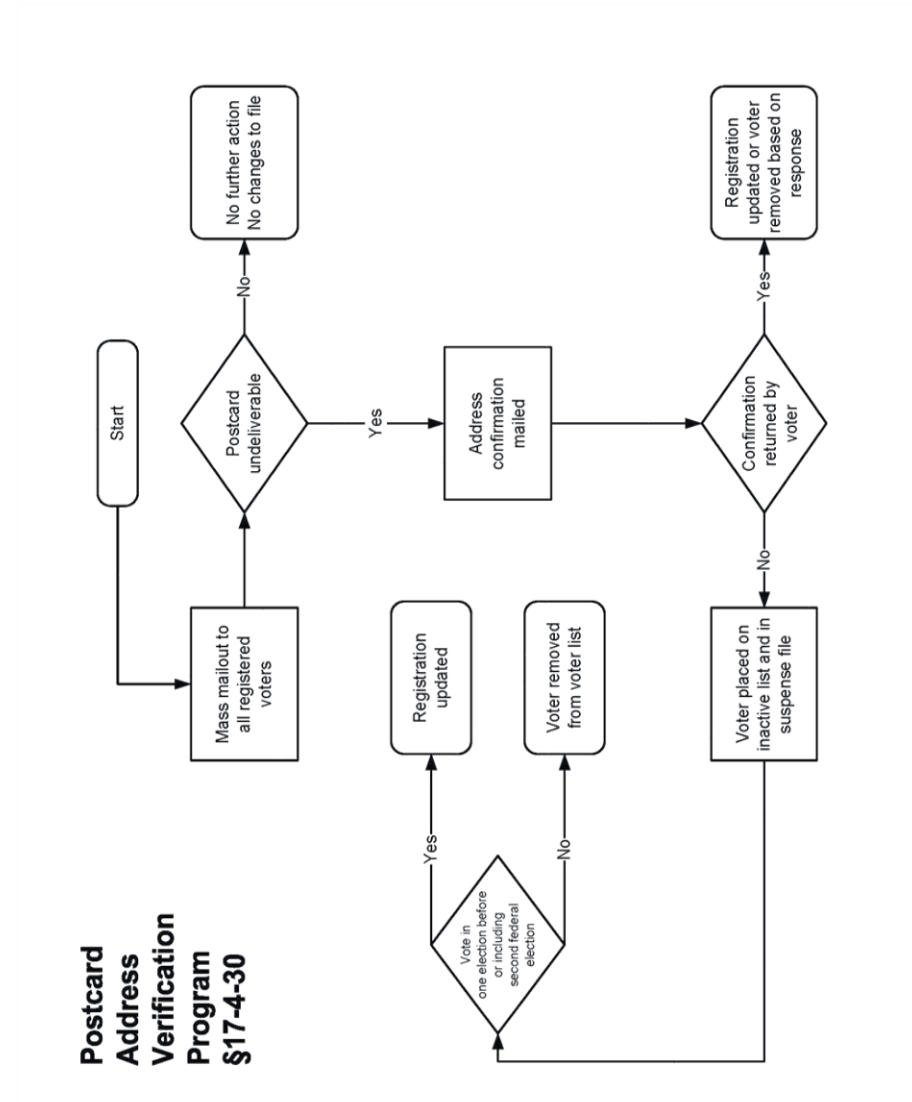 Postcard
Address
Verification
Program
§17-4-30
Start
Mass mailout to
all registered
voters
Postcard
undeliverable
No
No further action
No changes to file
Yes
Address
confirmation
mailed
Confirmation
returned by
voter
Yes
Registration
updated or voter
removed based on
response
No
Voter placed on
inactive list and in
suspense file
Vote in
one election before
or including
second federal
election
Yes
Registration
updated
No
Voter removed
from voter list